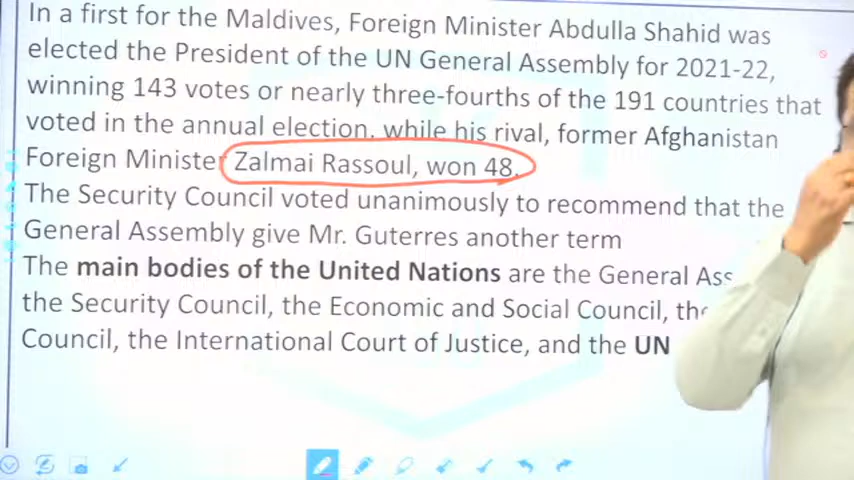 In a first for the Maldives, Foreign Minister Abdulla Shahid was
elected the President of the UN General Assembly for 2021-22,
winning 143 votes or nearly three-fourths of the 191 countries that
voted in the annual election, while his rival, former Afghanistan
Foreign Minister Zalmai Rassoul, won 48.
The Security Council voted unanimously to recommend that the
General Assembly give Mr. Guterres another term
The main bodies of the United Nations are the General Ass
the Security Council, the Economic and Social Council, the
Council, the International Court of Justice, and the UN